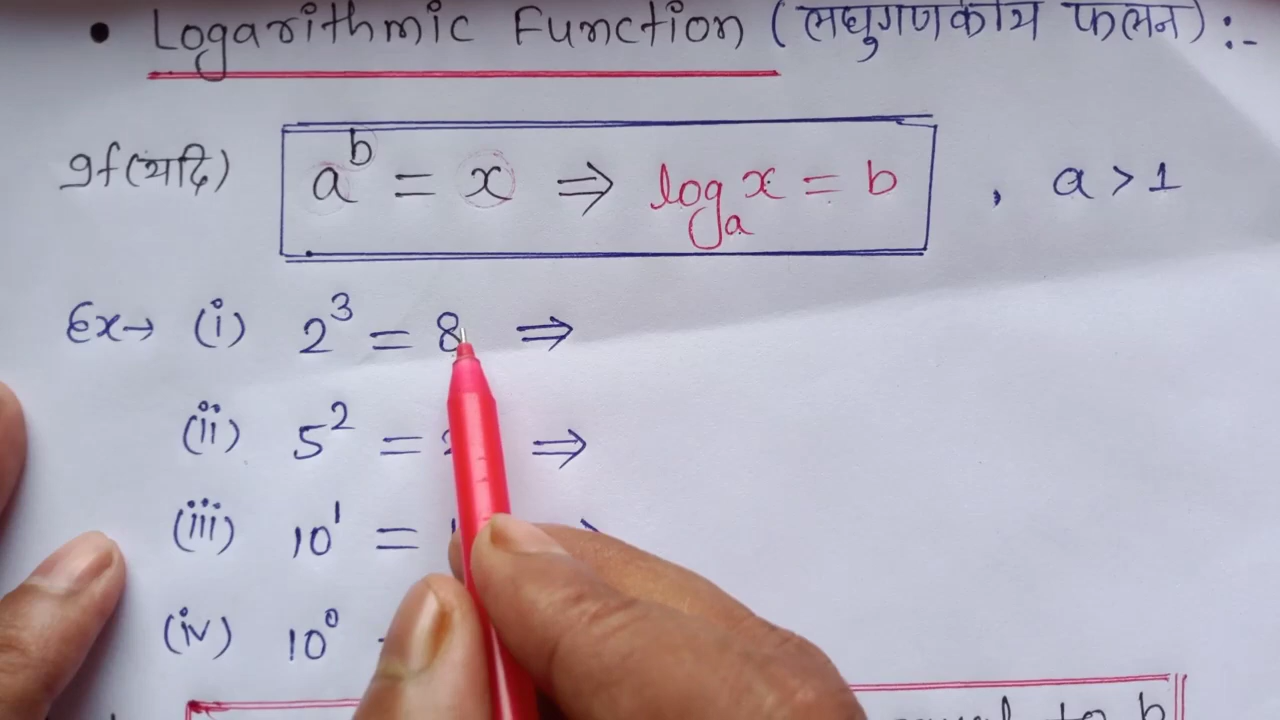 • Logarithmic Function (लघुगणकीय फलन) :-
If (यदि) a^b = x ⇒ log_a x = b , a > 1
Ex→ (i) 2^3 = 8 ⇒
(ii) 5^2 = ⇒
(iii) 10^1 =
(iv) 10^0
to b